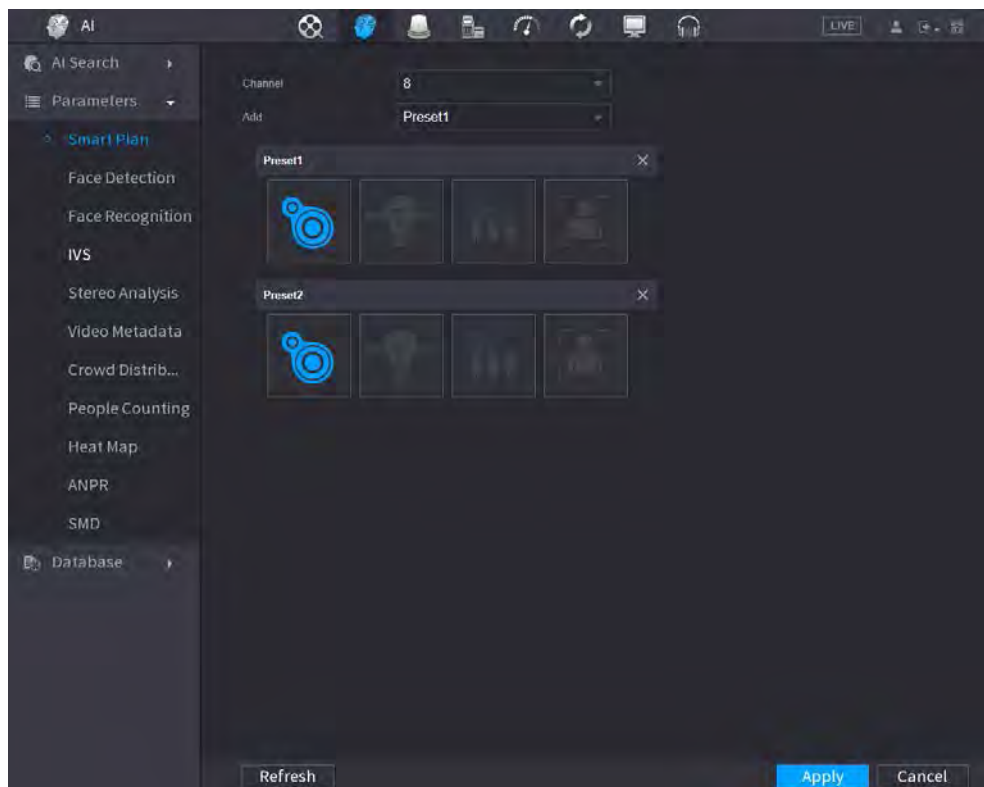 AI
LIVE
AI Search
Parameters
Smart Plan
Face Detection
Face Recognition
IVS
Stereo Analysis
Video Metadata
Crowd Distrib...
People Counting
Heat Map
ANPR
SMD
Database
Channel 8
Add Preset1
Preset1
Preset2
Refresh
Apply Cancel